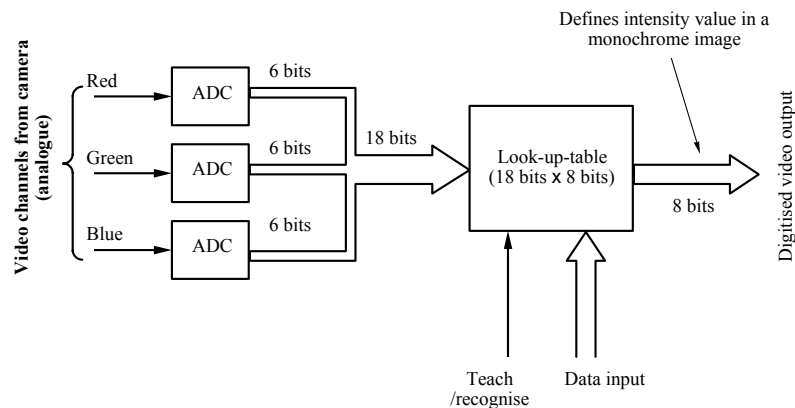 Defines intensity value in a
monochrome image
Video channels from camera
(analogue)
Red
ADC
6 bits
Green
ADC
6 bits
18 bits
Blue
ADC
6 bits
Look-up-table
(18 bits x 8 bits)
8 bits
Digitised video output
Teach
/recognise
Data input